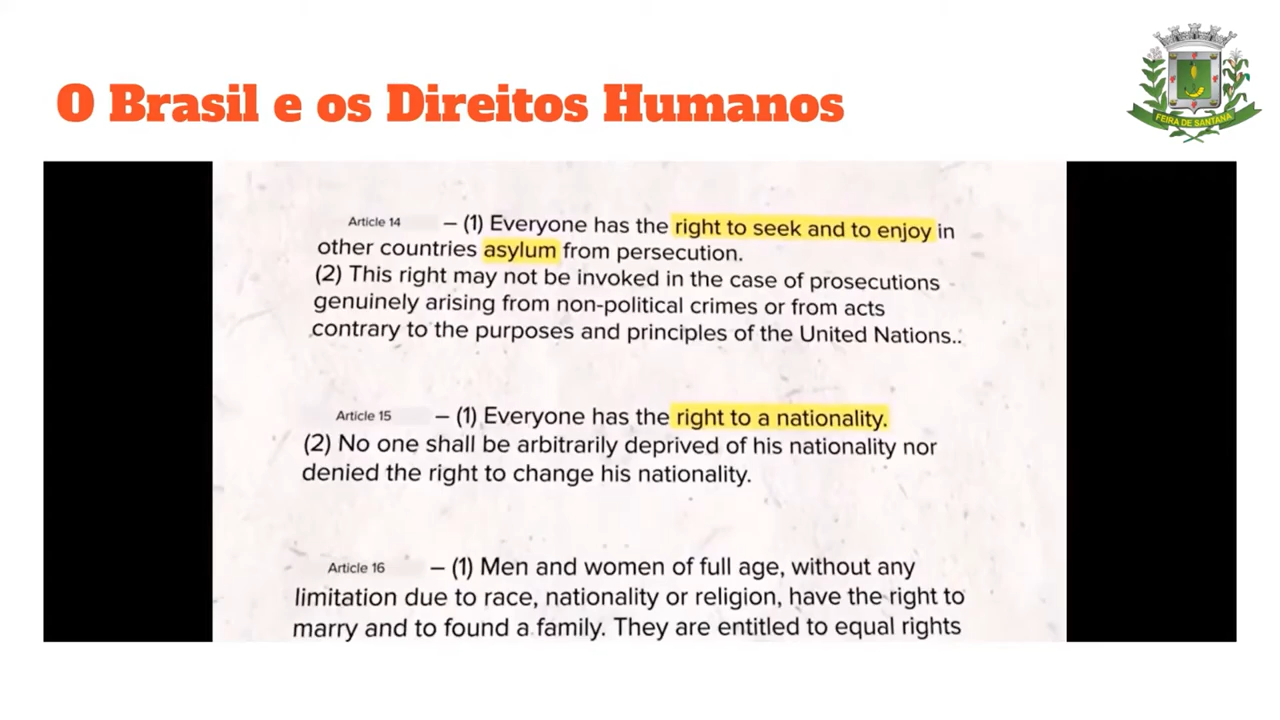 O Brasil e os Direitos Humanos
FEIRA DE SANTANA
Article 14 – (1) Everyone has the right to seek and to enjoy in
other countries asylum from persecution.
(2) This right may not be invoked in the case of prosecutions
genuinely arising from non-political crimes or from acts
contrary to the purposes and principles of the United Nations..
Article 15 – (1) Everyone has the right to a nationality.
(2) No one shall be arbitrarily deprived of his nationality nor
denied the right to change his nationality.
Article 16 – (1) Men and women of full age, without any
limitation due to race, nationality or religion, have the right to
marry and to found a family. They are entitled to equal rights